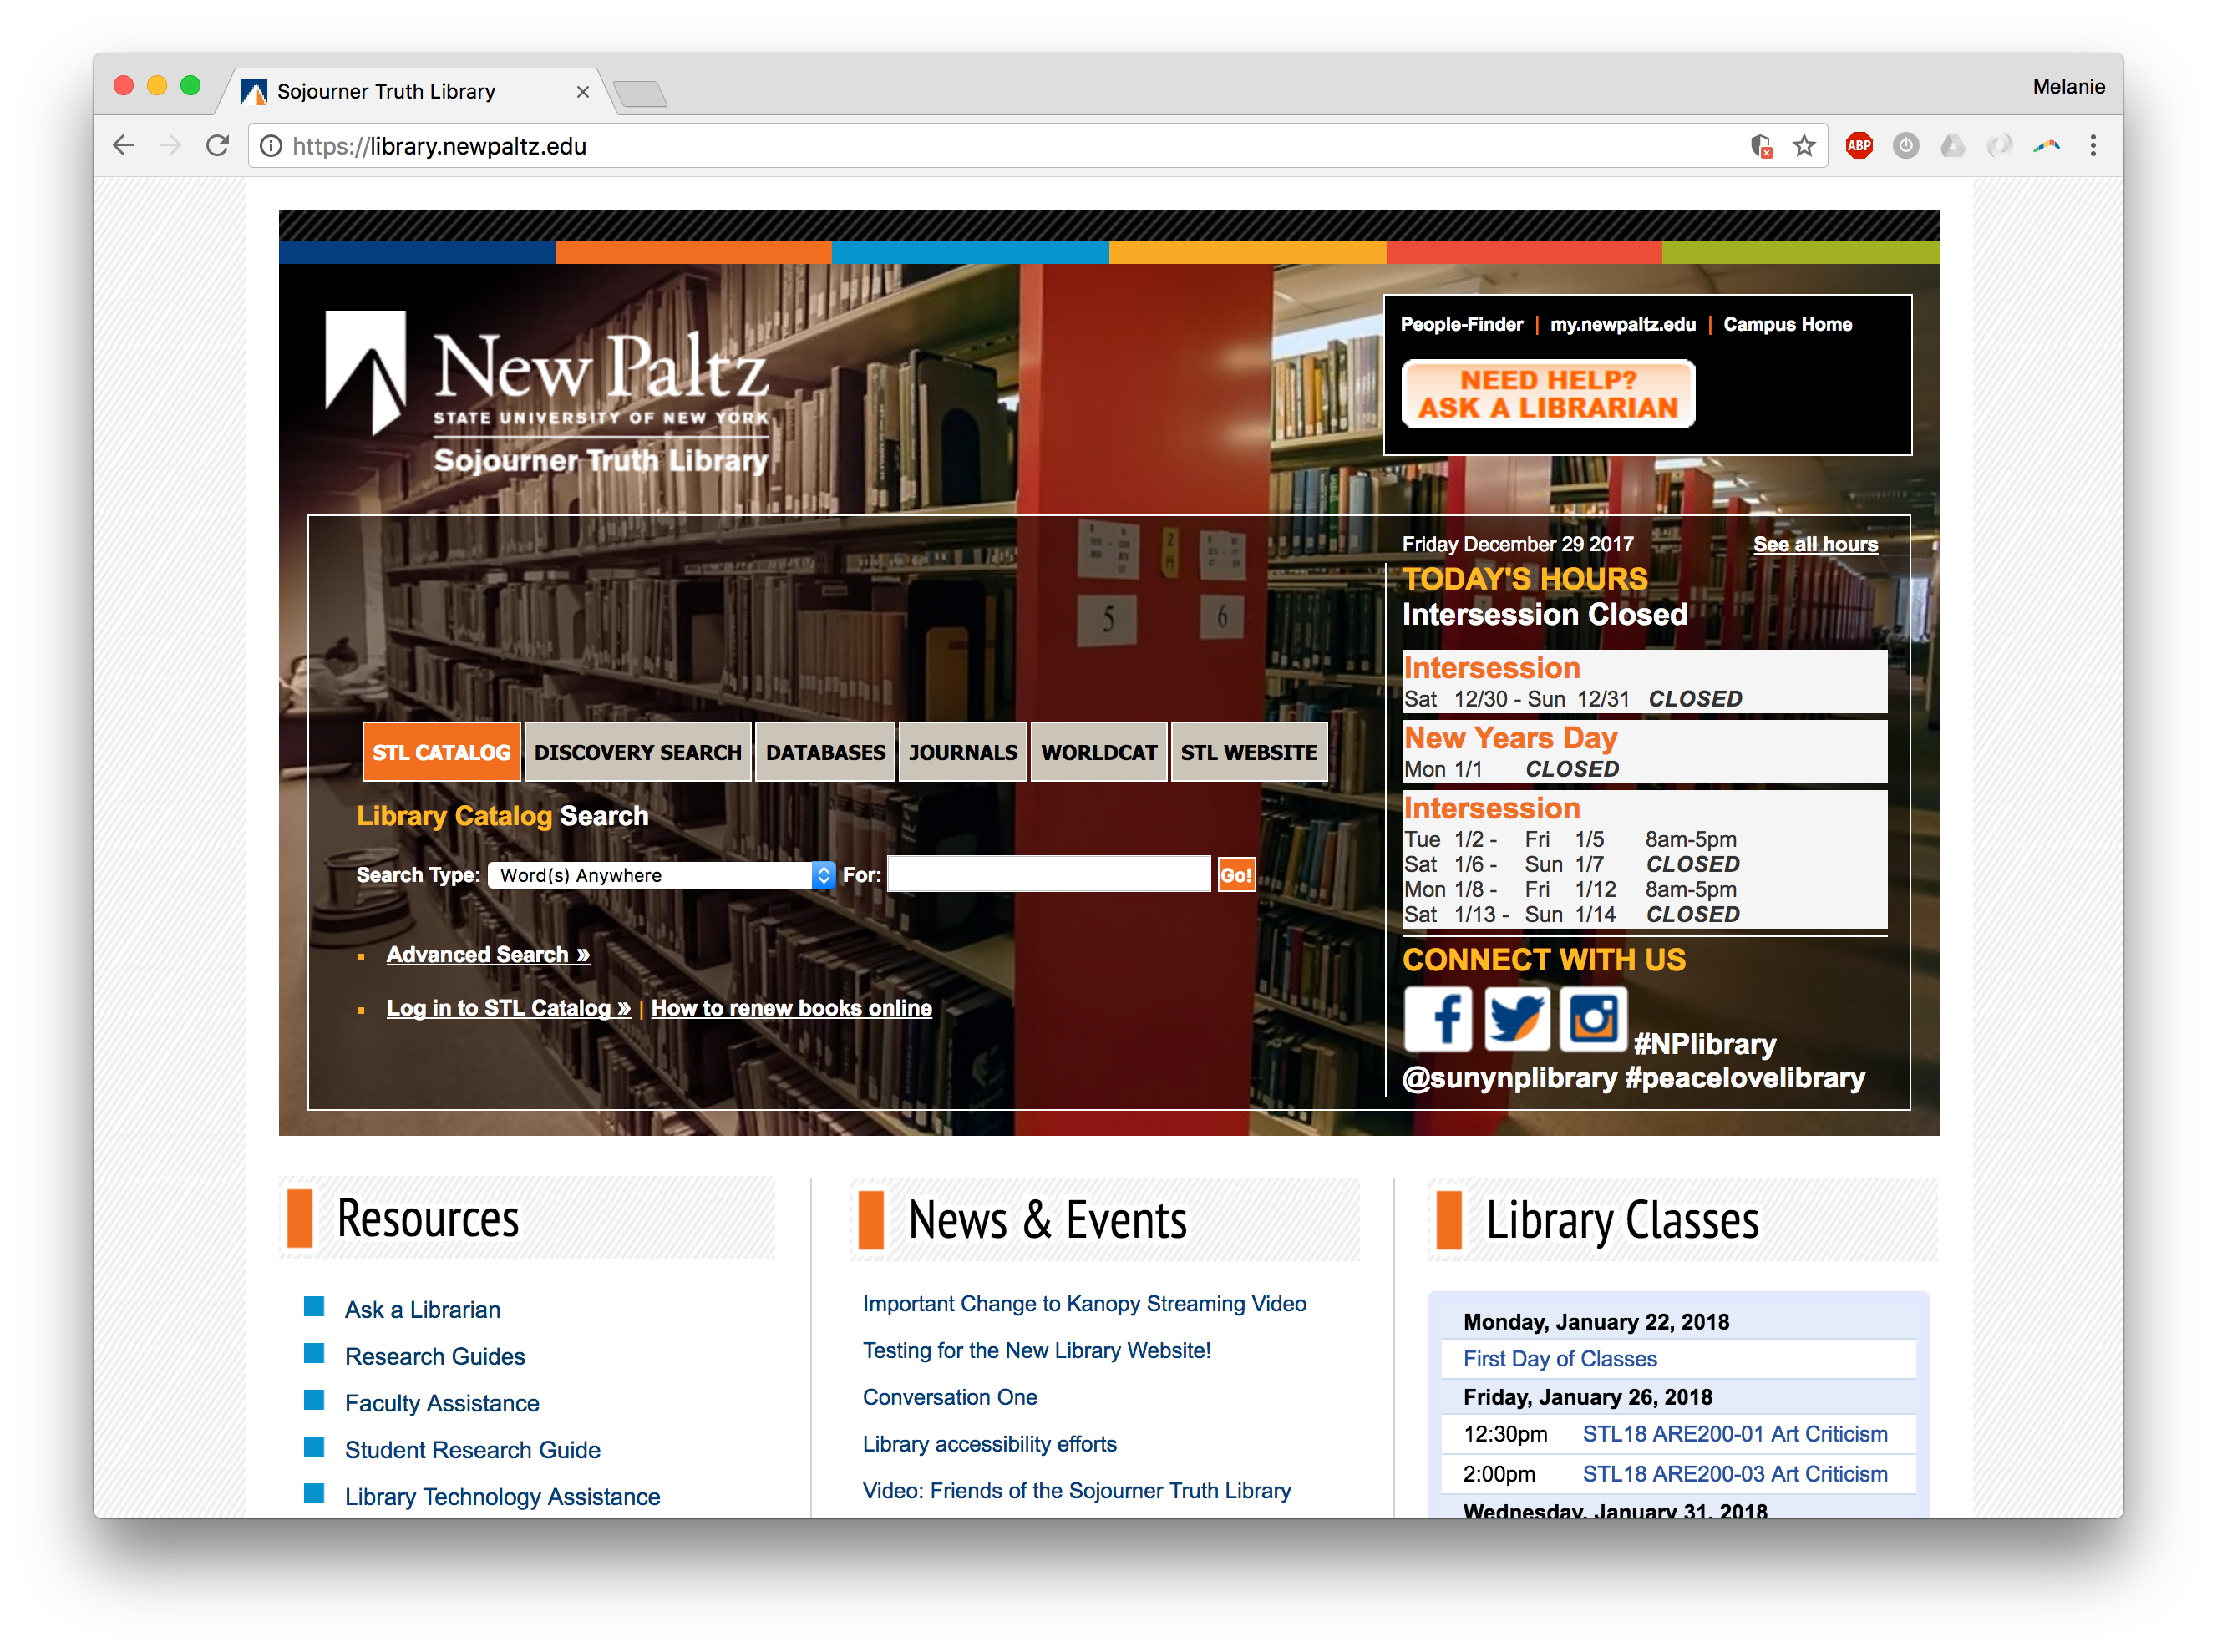 Sojourner Truth Library
Melanie
https://library.newpaltz.edu
ABP
New Paltz
STATE UNIVERSITY OF NEW YORK
Sojourner Truth Library
People-Finder | my.newpaltz.edu | Campus Home
NEED HELP?
ASK A LIBRARIAN
Friday December 29 2017 See all hours
TODAY'S HOURS
Intersession Closed
Intersession
Sat 12/30 - Sun 12/31 CLOSED
New Years Day
Mon 1/1 CLOSED
Intersession
Tue 1/2 - Fri 1/5 8am-5pm
Sat 1/6 - Sun 1/7 CLOSED
Mon 1/8 - Fri 1/12 8am-5pm
Sat 1/13 - Sun 1/14 CLOSED
CONNECT WITH US
#NPlibrary
@sunynplibrary #peacelovelibrary
5 6
STL CATALOG DISCOVERY SEARCH DATABASES JOURNALS WORLDCAT STL WEBSITE
Library Catalog Search
Search Type: Word(s) Anywhere For: Go!
Advanced Search »
Log in to STL Catalog » | How to renew books online
Resources
Ask a Librarian
Research Guides
Faculty Assistance
Student Research Guide
Library Technology Assistance
News & Events
Important Change to Kanopy Streaming Video
Testing for the New Library Website!
Conversation One
Library accessibility efforts
Video: Friends of the Sojourner Truth Library
Library Classes
Monday, January 22, 2018
First Day of Classes
Friday, January 26, 2018
12:30pm STL18 ARE200-01 Art Criticism
2:00pm STL18 ARE200-03 Art Criticism
Wednesday, January 31, 2018